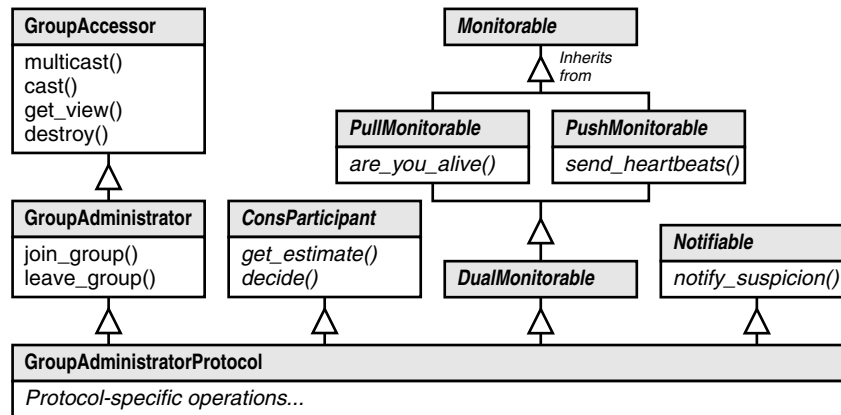 GroupAccessor
multicast()
cast()
get_view()
destroy()
Monitorable
Inherits
from
PullMonitorable
are_you_alive()
PushMonitorable
send_heartbeats()
GroupAdministrator
join_group()
leave_group()
ConsParticipant
get_estimate()
decide()
DualMonitorable
Notifiable
notify_suspicion()
GroupAdministratorProtocol
Protocol-specific operations...